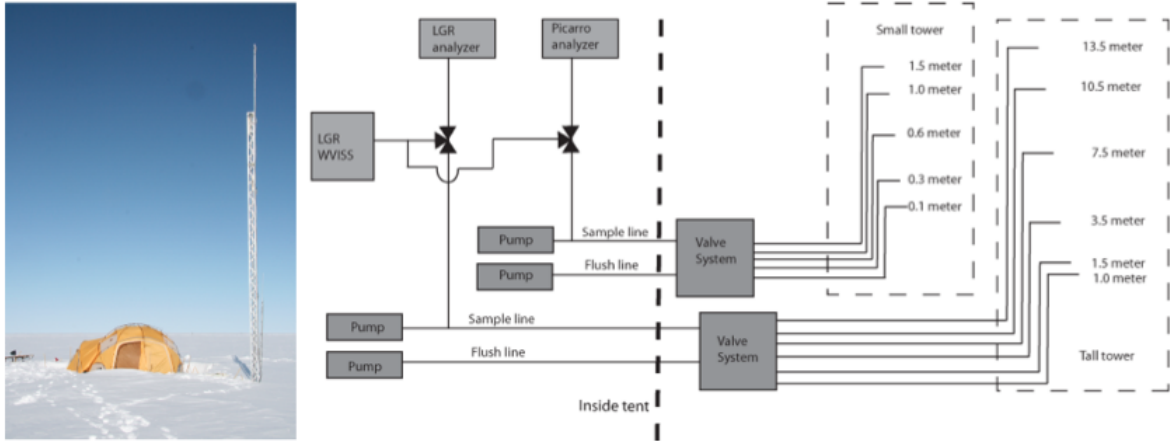 LGR
analyzer
Picarro
analyzer
LGR
WVISS
Small tower
1.5 meter
1.0 meter
0.6 meter
0.3 meter
0.1 meter
13.5 meter
10.5 meter
7.5 meter
3.5 meter
1.5 meter
1.0 meter
Tall tower
Pump
Sample line
Valve
System
Pump
Flush line
Pump
Sample line
Valve
System
Pump
Flush line
Inside tent